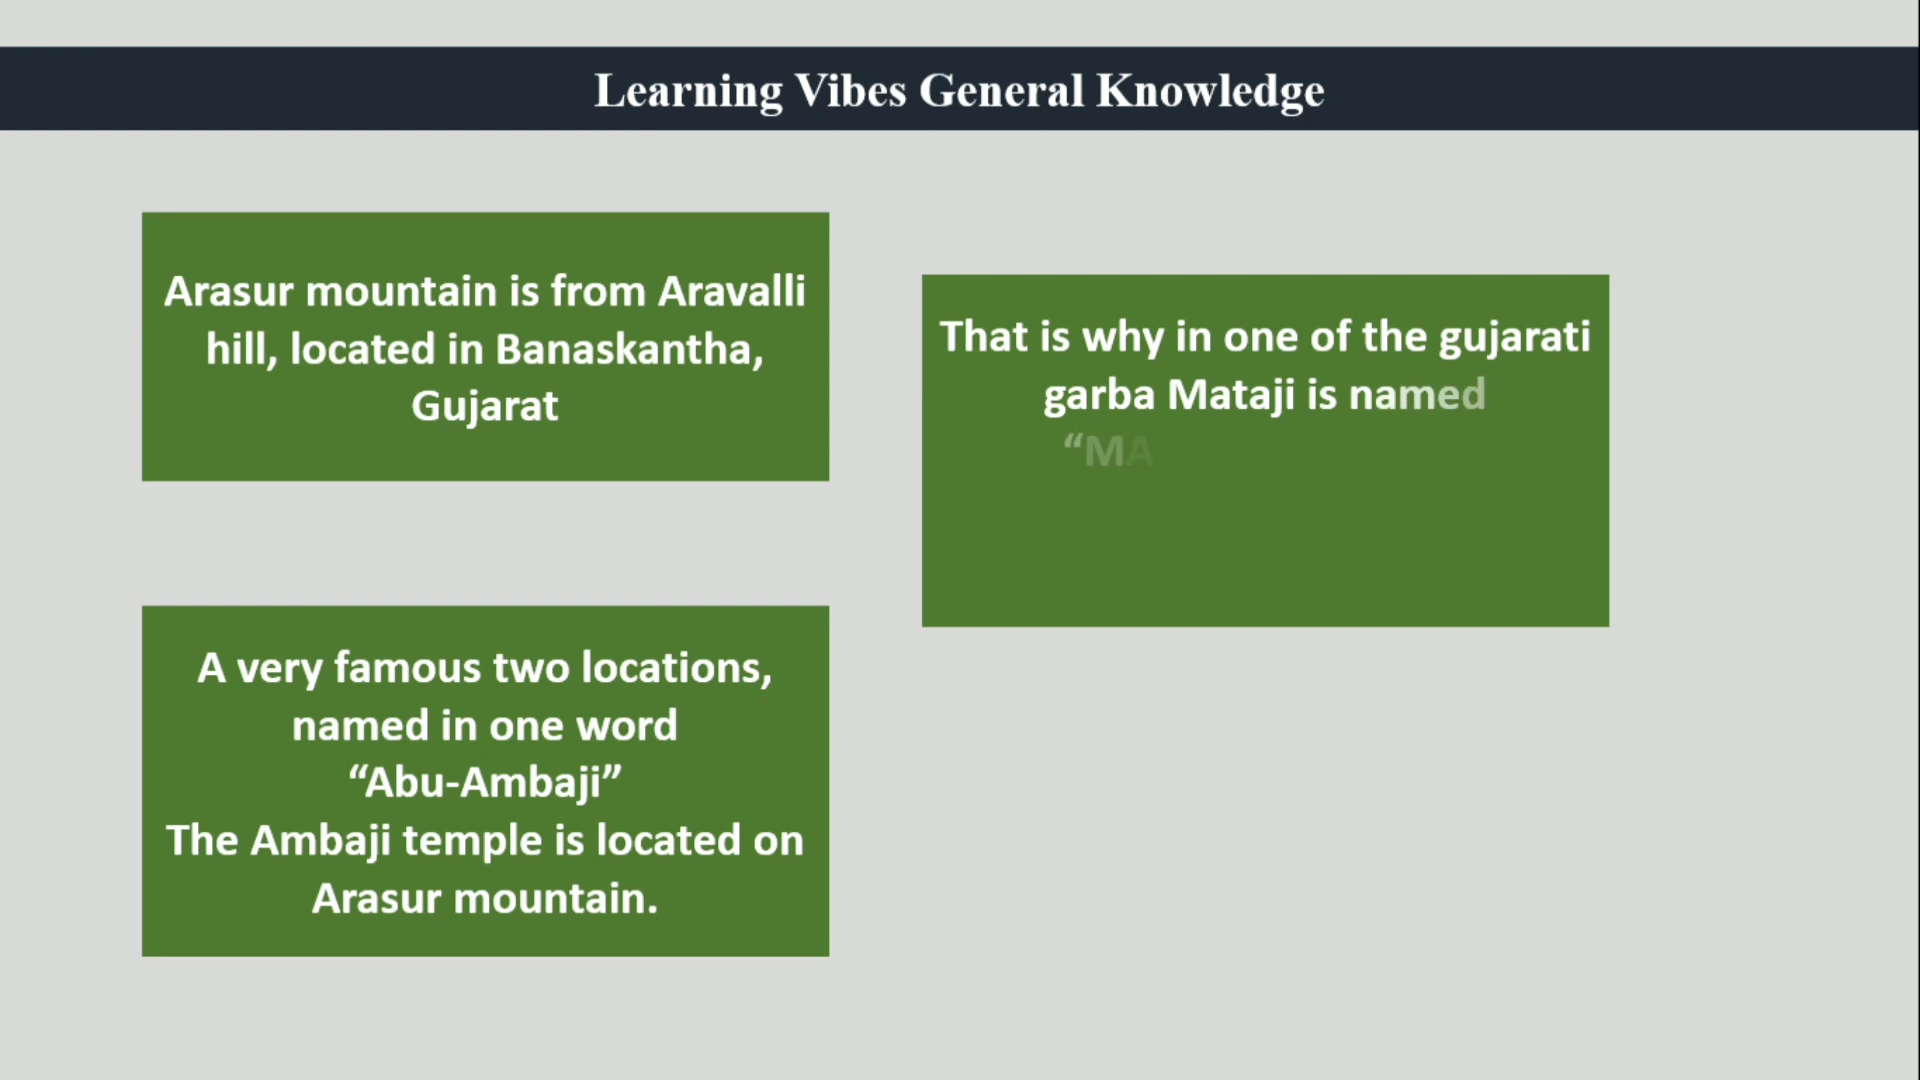 Learning Vibes General Knowledge
Arasur mountain is from Aravalli
hill, located in Banaskantha,
Gujarat
A very famous two locations,
named in one word
“Abu-Ambaji”
The Ambaji temple is located on
Arasur mountain.
That is why in one of the gujarati
garba Mataji is named
“MA